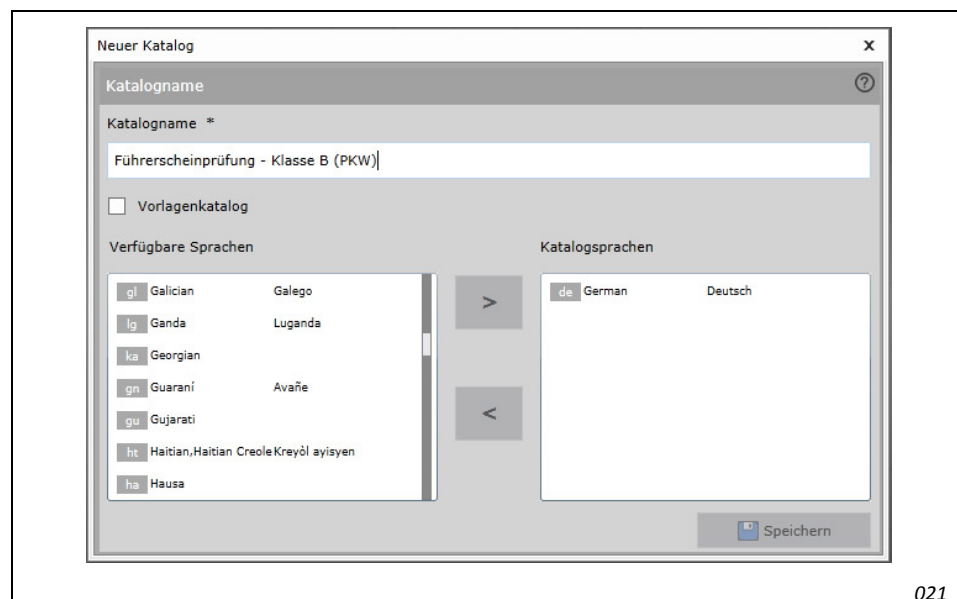 Neuer Katalog x
Katalogname ?
Katalogname *
Führerscheinprüfung - Klasse B (PKW)
Vorlagenkatalog
Verfügbare Sprachen Katalogsprachen
gl Galician Galego > de German Deutsch
lg Ganda Luganda
ka Georgian
gn Guaraní Avañe
gu Gujarati <
ht Haitian,Haitian Creole Kreyòl ayisyen
ha Hausa
Speichern
021